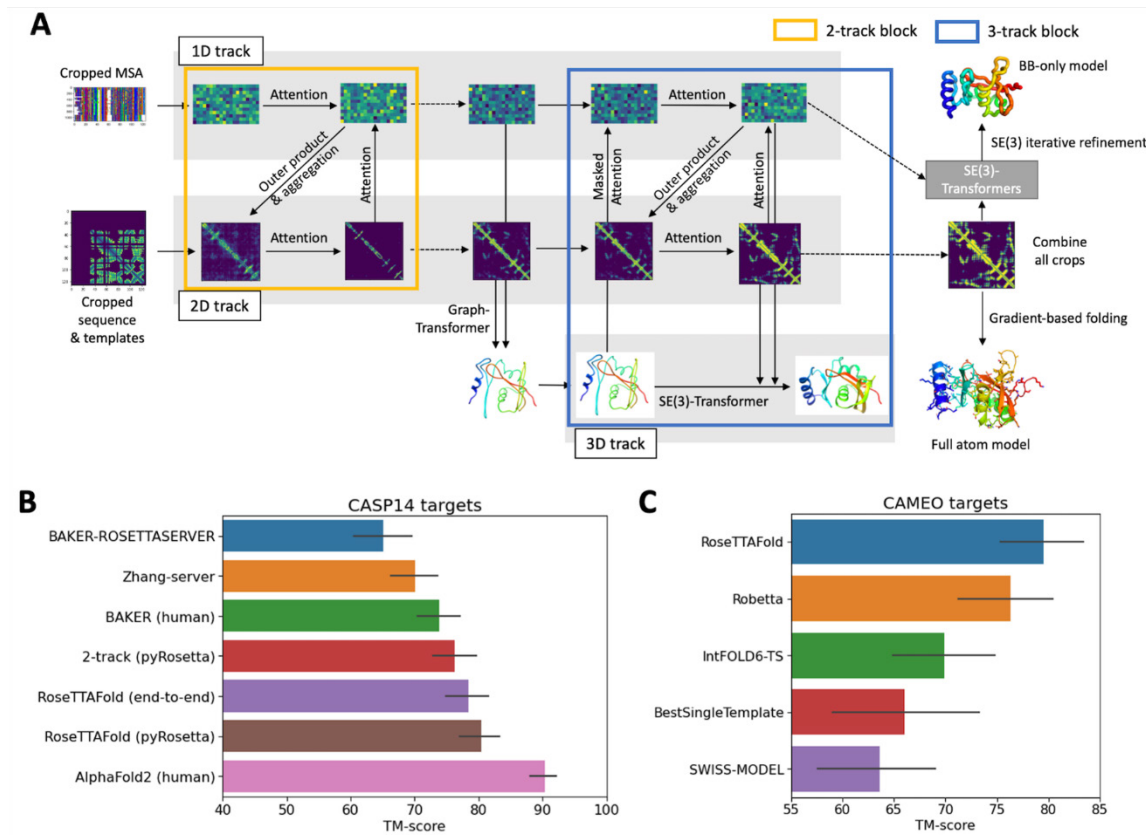 A
2-track block
3-track block
1D track
Cropped MSA
Attention
Attention
BB-only model
Outer product
& aggregation
Attention
Masked
Attention
Outer product
& aggregation
Attention
SE(3) iterative refinement
SE(3)-
Transformers
Attention
Attention
Combine
all crops
Cropped
sequence
& templates
2D track
Graph-
Transformer
Gradient-based folding
SE(3)-Transformer
3D track
Full atom model
B
CASP14 targets
BAKER-ROSETTASERVER
Zhang-server
BAKER (human)
2-track (pyRosetta)
RoseTTAFold (end-to-end)
RoseTTAFold (pyRosetta)
AlphaFold2 (human)
40 50 60 70 80 90 100
TM-score
C
CAMEO targets
RoseTTAFold
Robetta
IntFOLD6-TS
BestSingleTemplate
SWISS-MODEL
55 60 65 70 75 80 85
TM-score